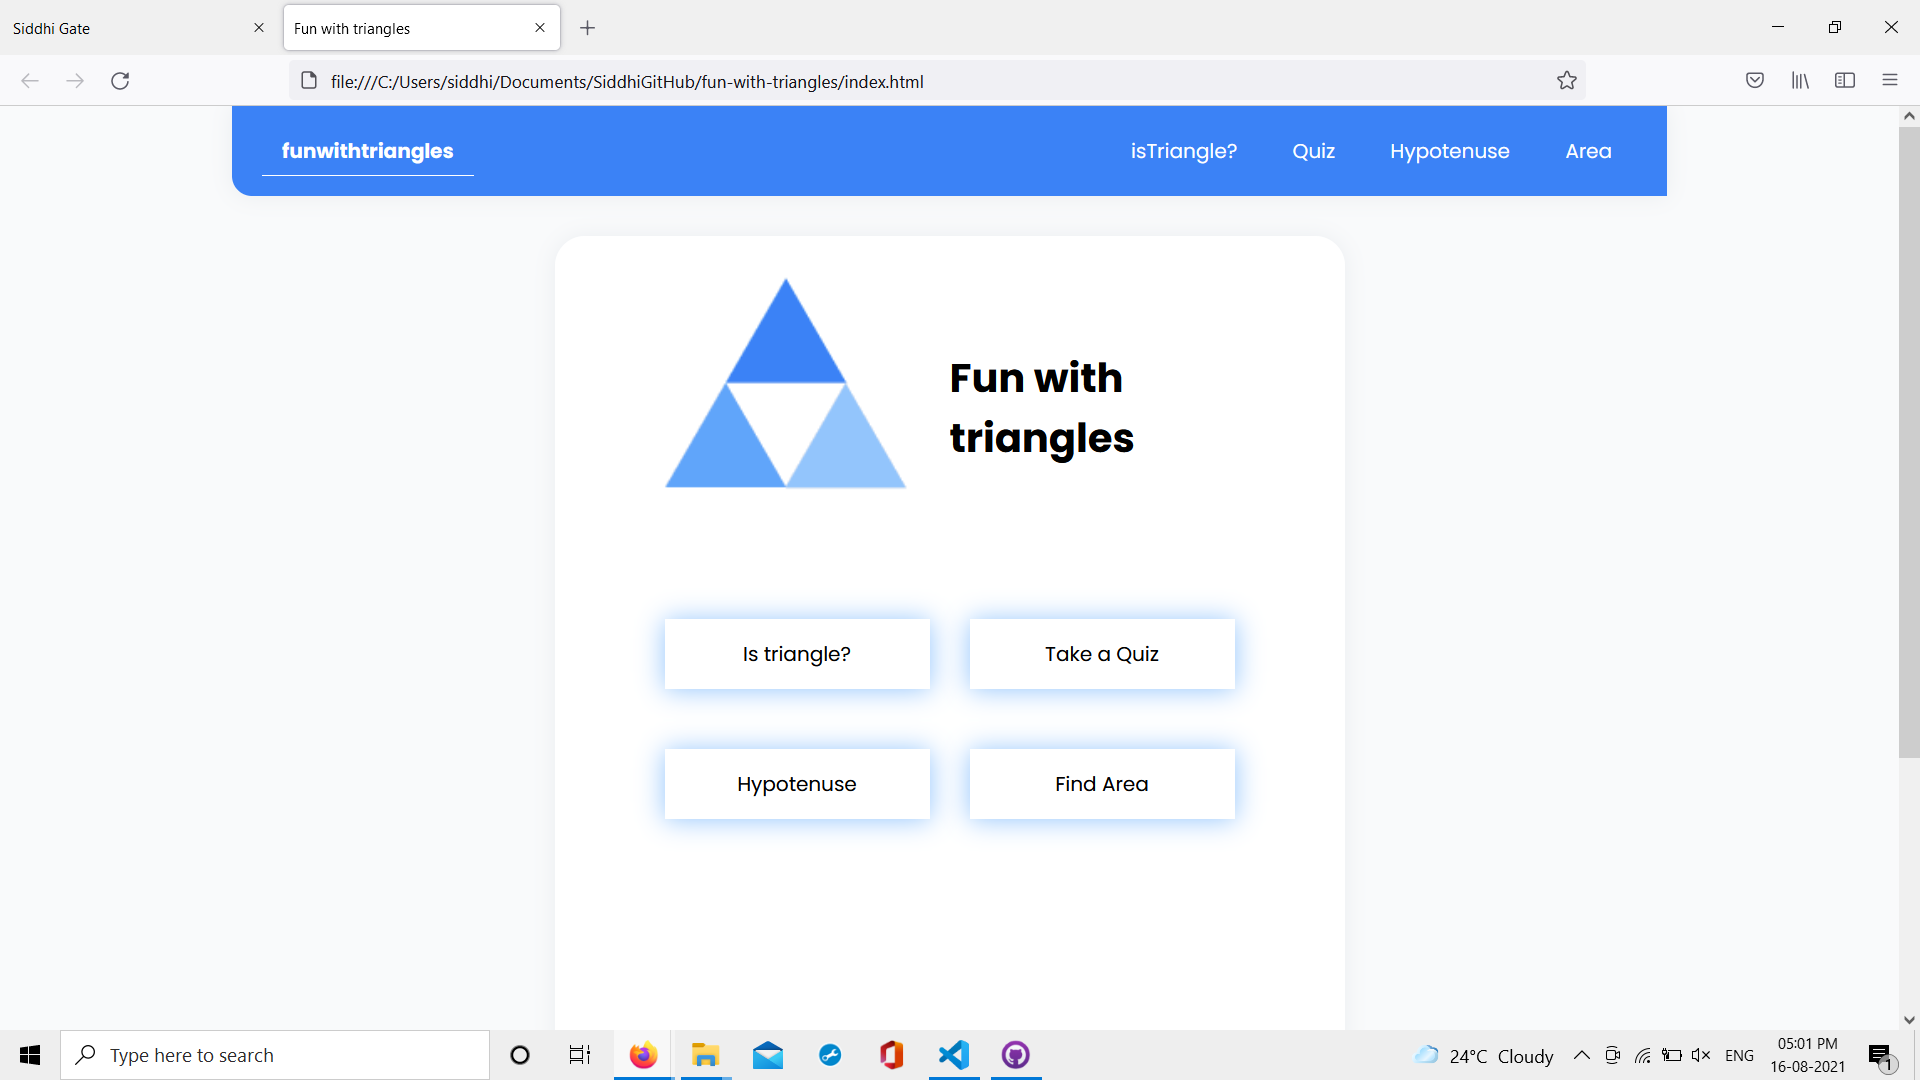 Siddhi Gate
Fun with triangles
file:///C:/Users/siddhi/Documents/SiddhiGitHub/fun-with-triangles/index.html
funwithtriangles
isTriangle?
Quiz
Hypotenuse
Area
Fun with
triangles
Is triangle?
Take a Quiz
Hypotenuse
Find Area
Type here to search
24°C Cloudy
ENG
05:01 PM
16-08-2021
1